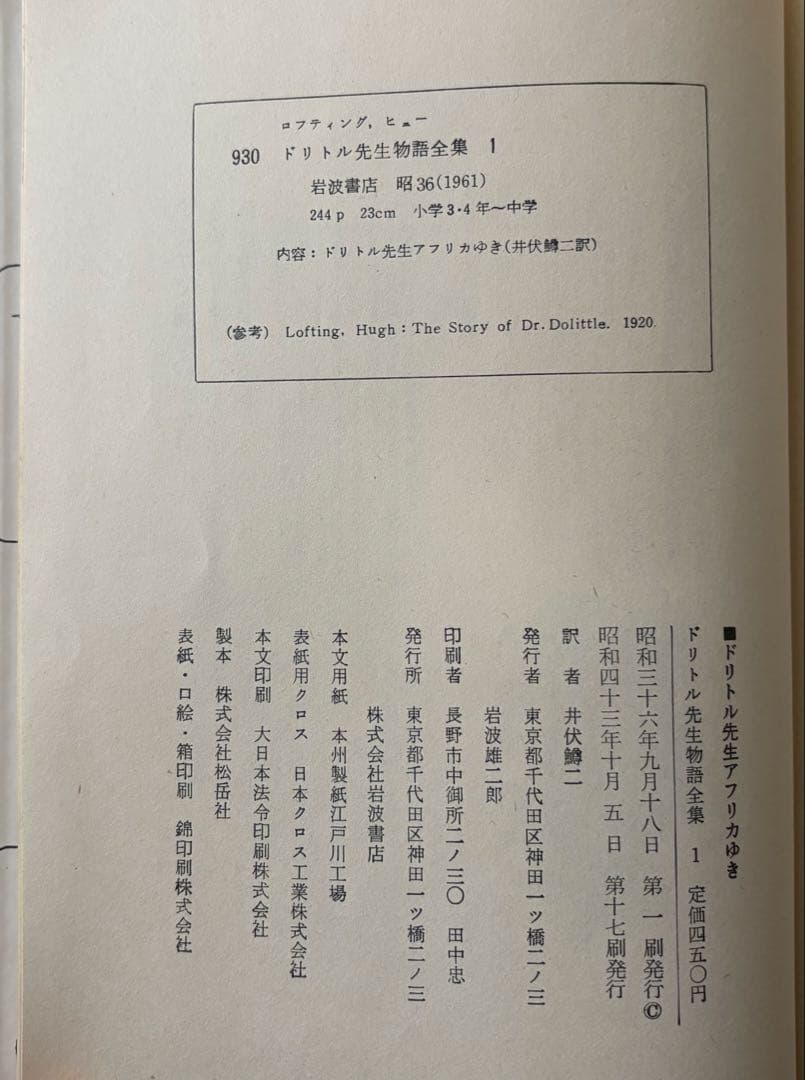 ロフティング, ヒュー
930 ドリトル先生物語全集 1
岩波書店 昭36(1961)
244p 23cm 小学3・4年〜中学
内容：ドリトル先生アフリカゆき(井伏鱒二訳)
(参考) Lofting, Hugh : The Story of Dr. Dolittle. 1920.
■ドリトル先生アフリカゆき
ドリトル先生物語全集 1 定価四五〇円
昭和三十六年九月十八日 第一刷発行©
昭和四十三年十月五日 第十七刷発行
訳者 井伏鱒二
発行者 東京都千代田区神田一ツ橋二ノ三
岩波雄二郎
印刷者 長野市中御所二ノ三〇 田中忠
発行所 東京都千代田区神田一ツ橋二ノ三
株式会社岩波書店
本文用紙 本州製紙江戸川工場
表紙用クロス 日本クロス工業株式会社
本文印刷 大日本法令印刷株式会社
製本 株式会社松岳社
表紙・口絵・箱印刷 錦印刷株式会社